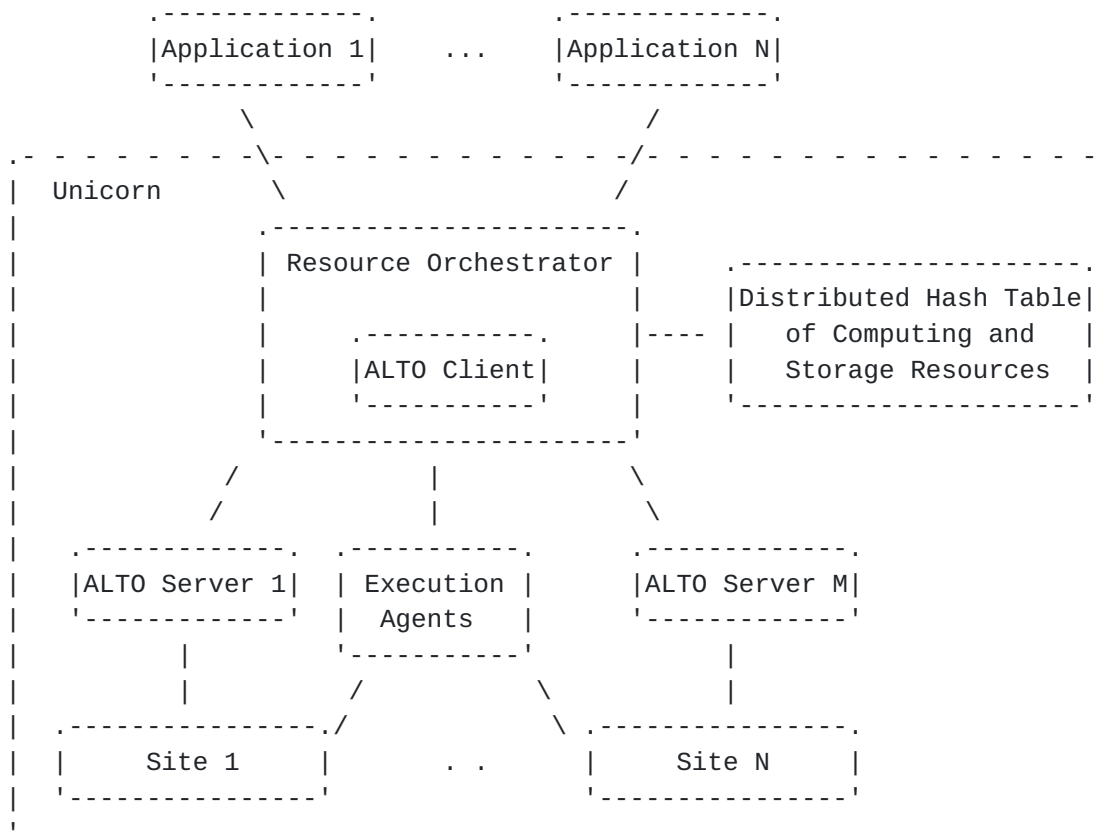 Application 1 ... Application N
Unicorn
Resource Orchestrator
Distributed Hash Table
of Computing and
ALTO Client Storage Resources
ALTO Server 1 Execution ALTO Server M
Agents
Site 1 . . Site N